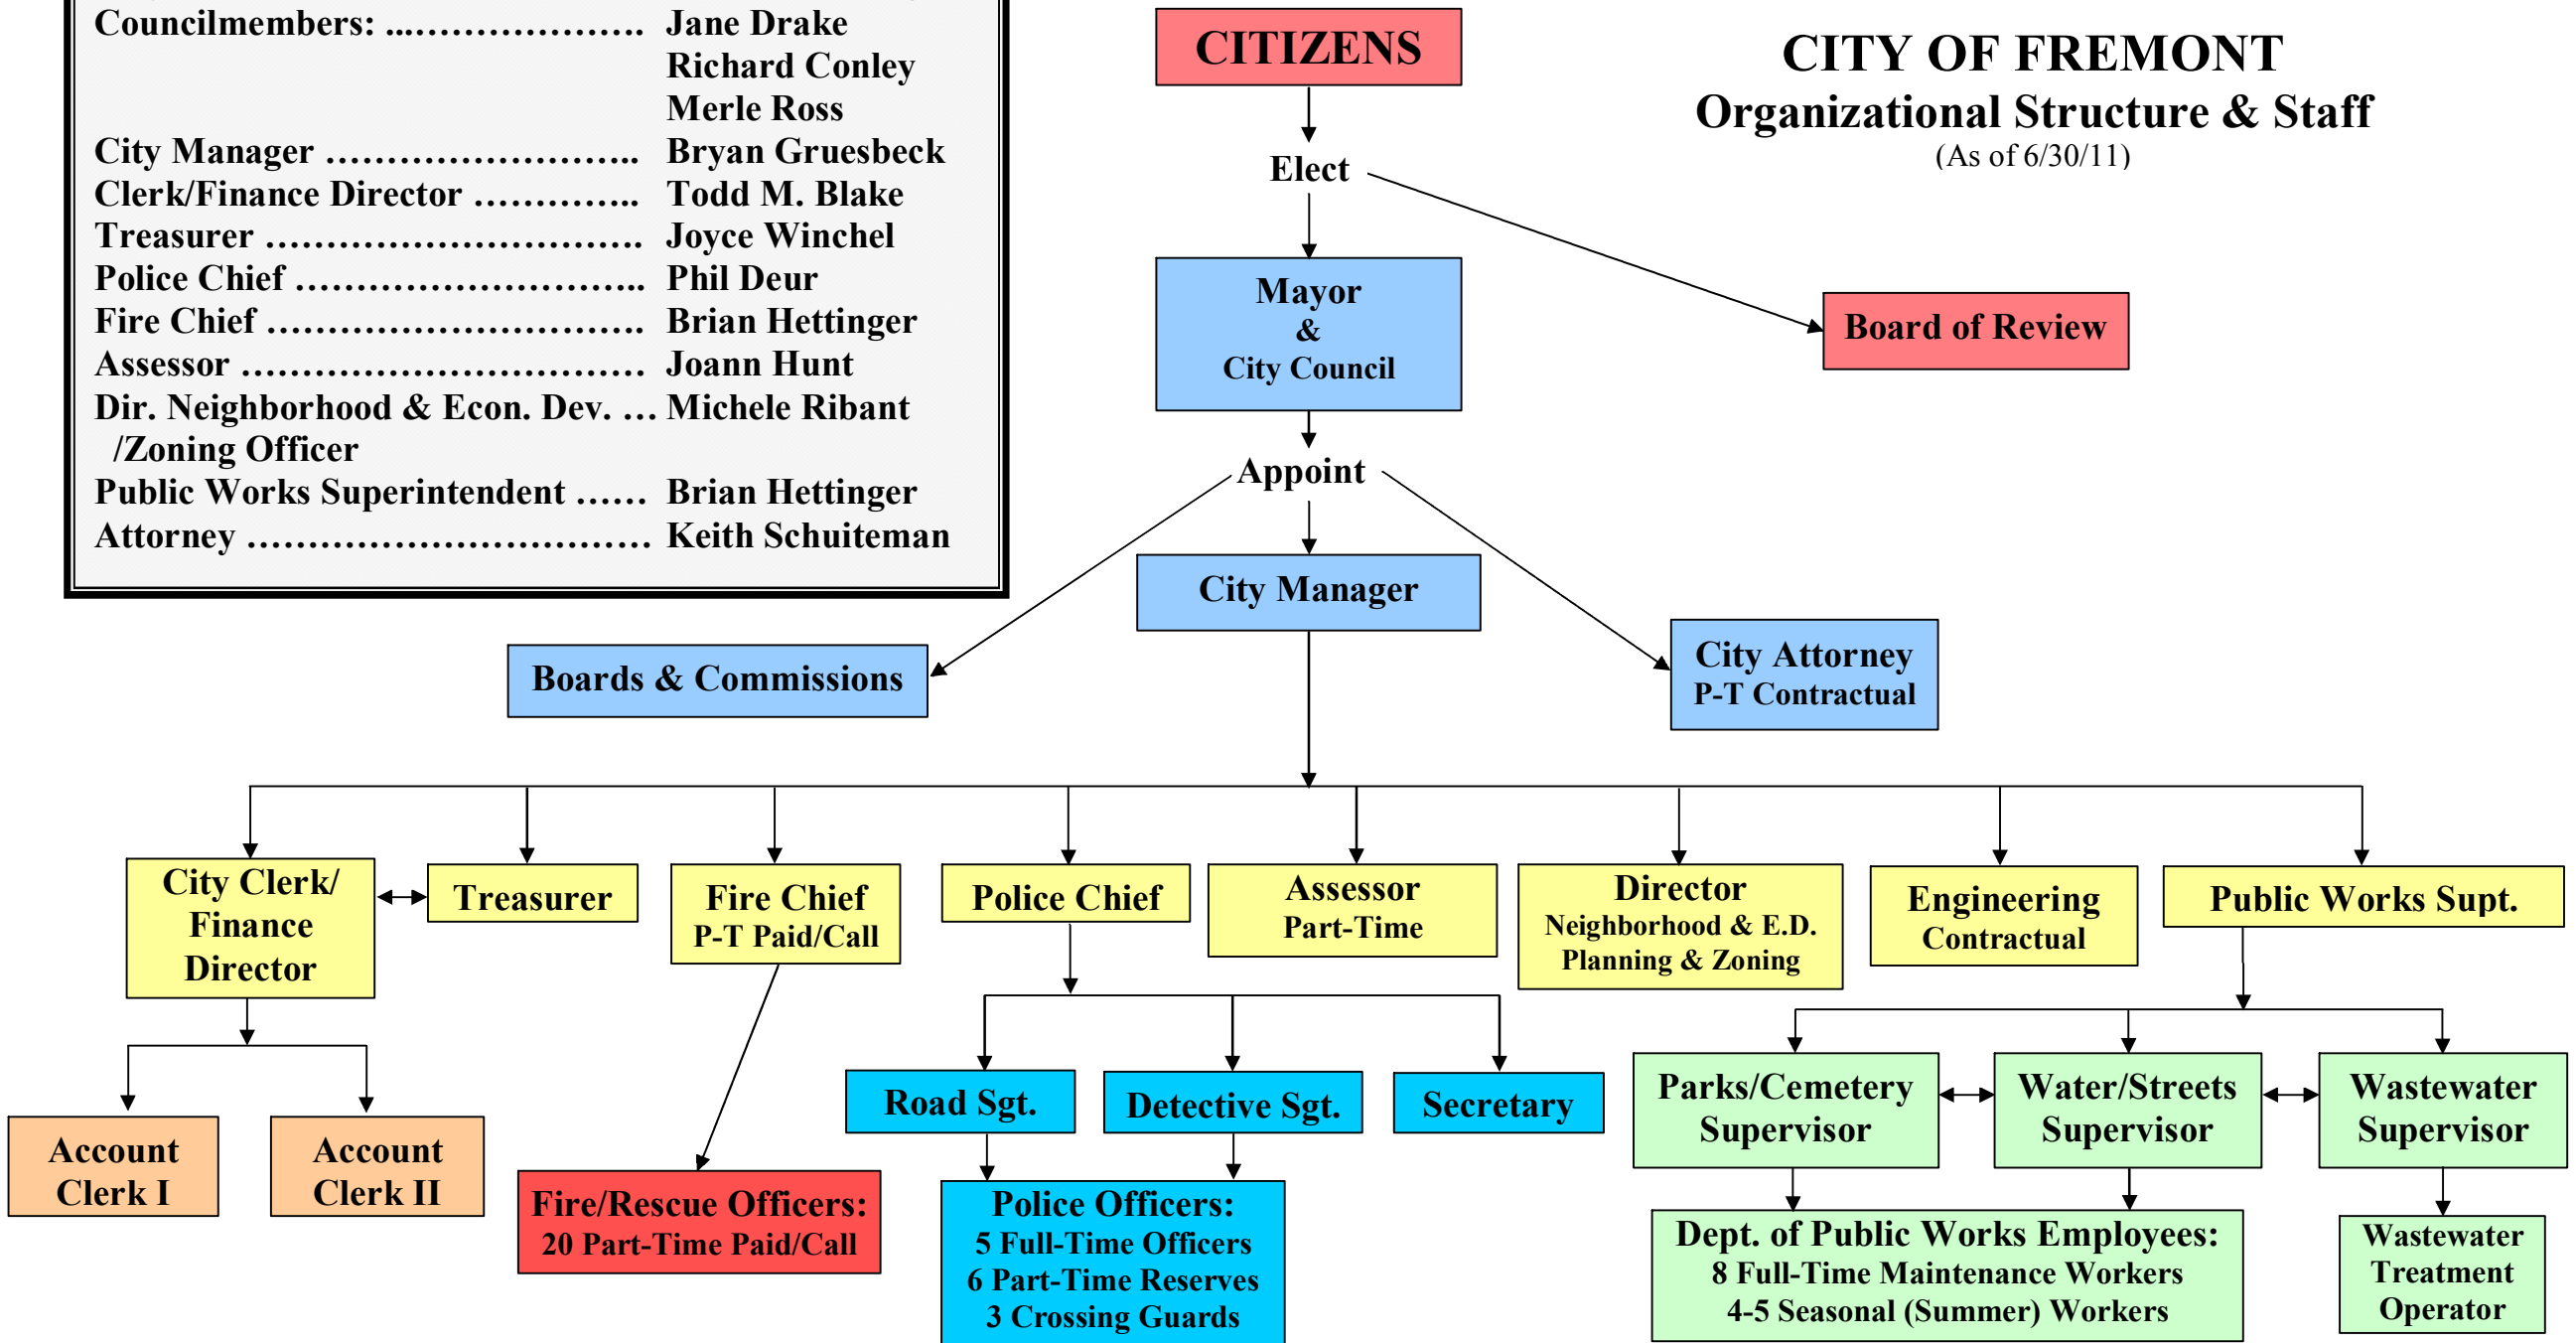 Councilmembers: ...………………. Jane Drake
Richard Conley
Merle Ross
City Manager …………………….. Bryan Gruesbeck
Clerk/Finance Director ………….. Todd M. Blake
Treasurer …………………………. Joyce Winchel
Police Chief ……………………….. Phil Deur
Fire Chief …………………………. Brian Hettinger
Assessor …………………………… Joann Hunt
Dir. Neighborhood & Econ. Dev. … Michele Ribant
/Zoning Officer
Public Works Superintendent …… Brian Hettinger
Attorney …………………………… Keith Schuiteman
CITY OF FREMONT
Organizational Structure & Staff
(As of 6/30/11)
CITIZENS
Elect
Mayor
&
City Council
Board of Review
Appoint
City Manager
Boards & Commissions
City Attorney
P-T Contractual
City Clerk/
Finance
Director
Treasurer
Fire Chief
P-T Paid/Call
Police Chief
Assessor
Part-Time
Director
Neighborhood & E.D.
Planning & Zoning
Engineering
Contractual
Public Works Supt.
Account
Clerk I
Account
Clerk II
Fire/Rescue Officers:
20 Part-Time Paid/Call
Road Sgt.
Detective Sgt.
Secretary
Police Officers:
5 Full-Time Officers
6 Part-Time Reserves
3 Crossing Guards
Parks/Cemetery
Supervisor
Water/Streets
Supervisor
Wastewater
Supervisor
Dept. of Public Works Employees:
8 Full-Time Maintenance Workers
4-5 Seasonal (Summer) Workers
Wastewater
Treatment
Operator